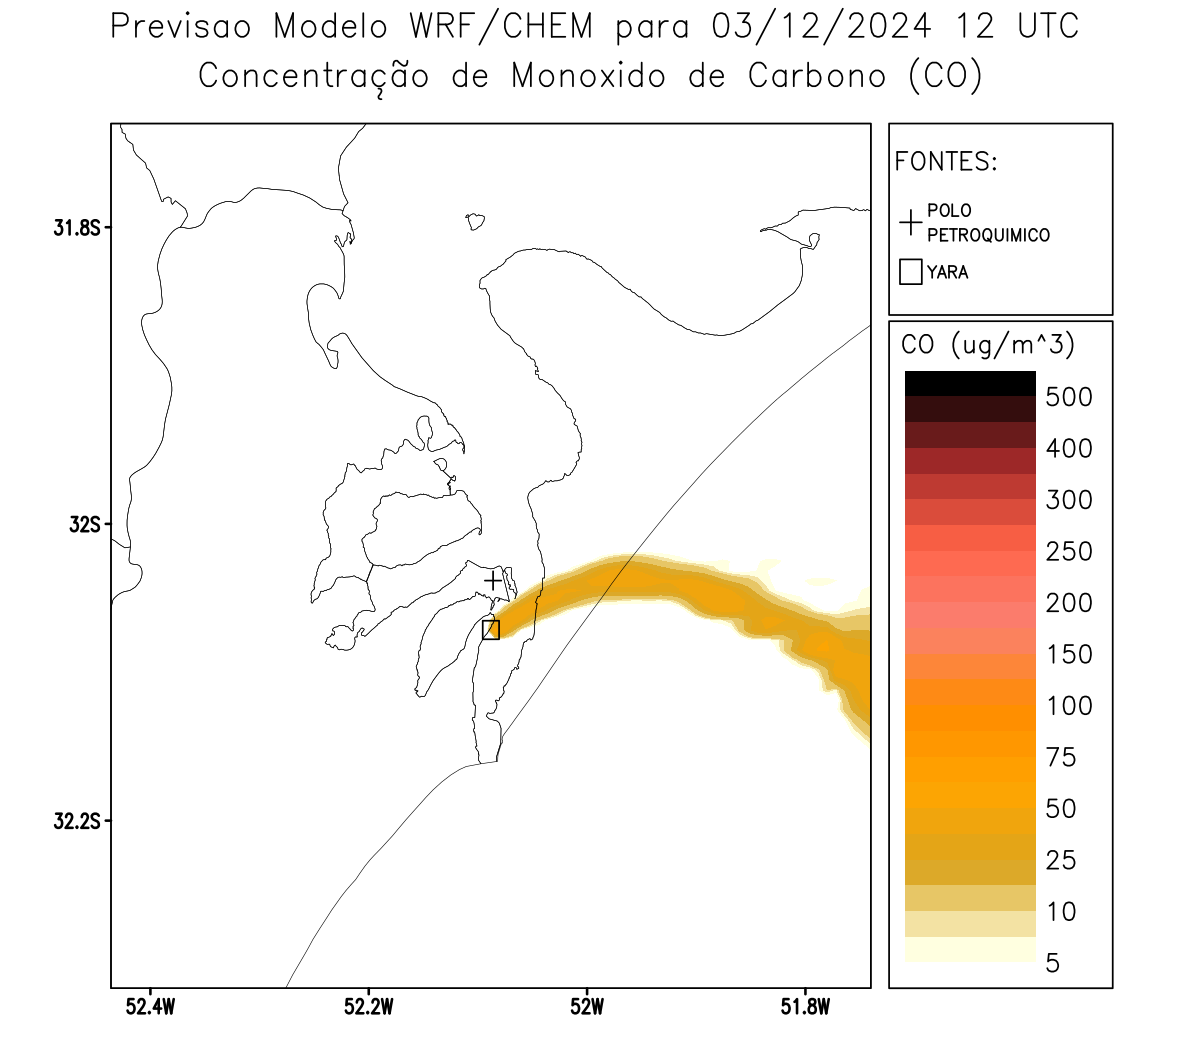 Previsao Modelo WRF/CHEM para 03/12/2024 12 UTC
Concentração de Monoxido de Carbono (CO)
FONTES:
POLO
PETROQUIMICO
YARA
CO (ug/m^3)
500
400
300
250
200
150
100
75
50
25
10
5
31.8S
32S
32.2S
52.4W
52.2W
52W
51.8W